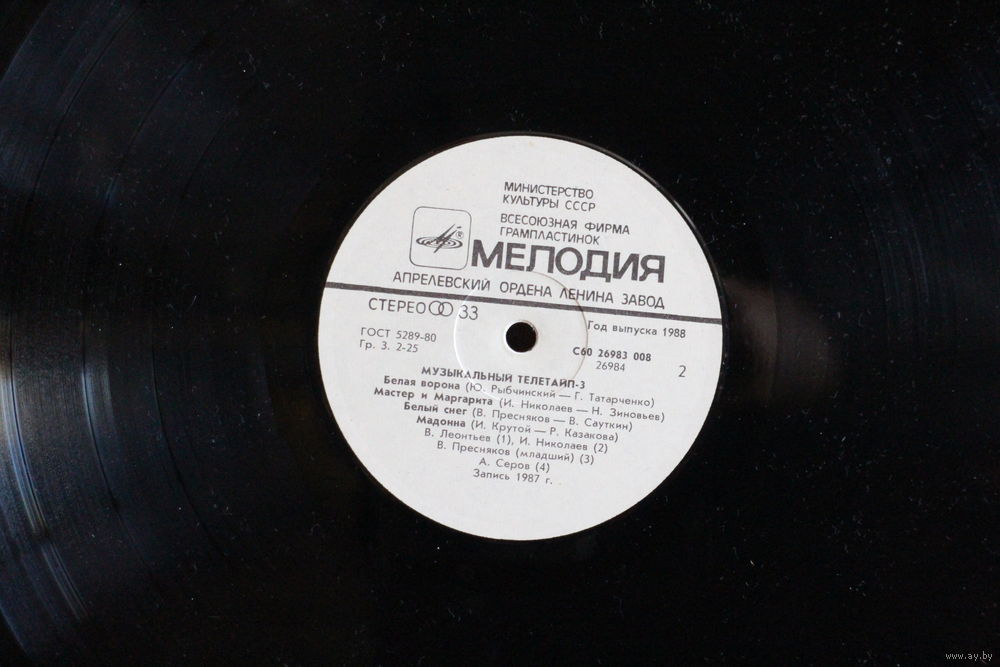 МИНИСТЕРСТВО
КУЛЬТУРЫ СССР
ВСЕСОЮЗНАЯ ФИРМА
ГРАМПЛАСТИНОК
МЕЛОДИЯ
АПРЕЛЕВСКИЙ ОРДЕНА ЛЕНИНА ЗАВОД
СТЕРЕО 33
Год выпуска 1988
ГОСТ 5289-80
Гр. 3. 2-25
С60 26983 008
26984
2
МУЗЫКАЛЬНЫЙ ТЕЛЕТАЙП-3
Белая ворона (Ю. Рыбчинский — Г. Татарченко)
Мастер и Маргарита (И. Николаев — Н. Зиновьев)
Белый снег (В. Пресняков — В. Сауткин)
Мадонна (И. Крутой — Р. Казакова)
В. Леонтьев (1), И. Николаев (2)
В. Пресняков (младший) (3)
А. Серов (4)
Запись 1987 г.
www.ay.by